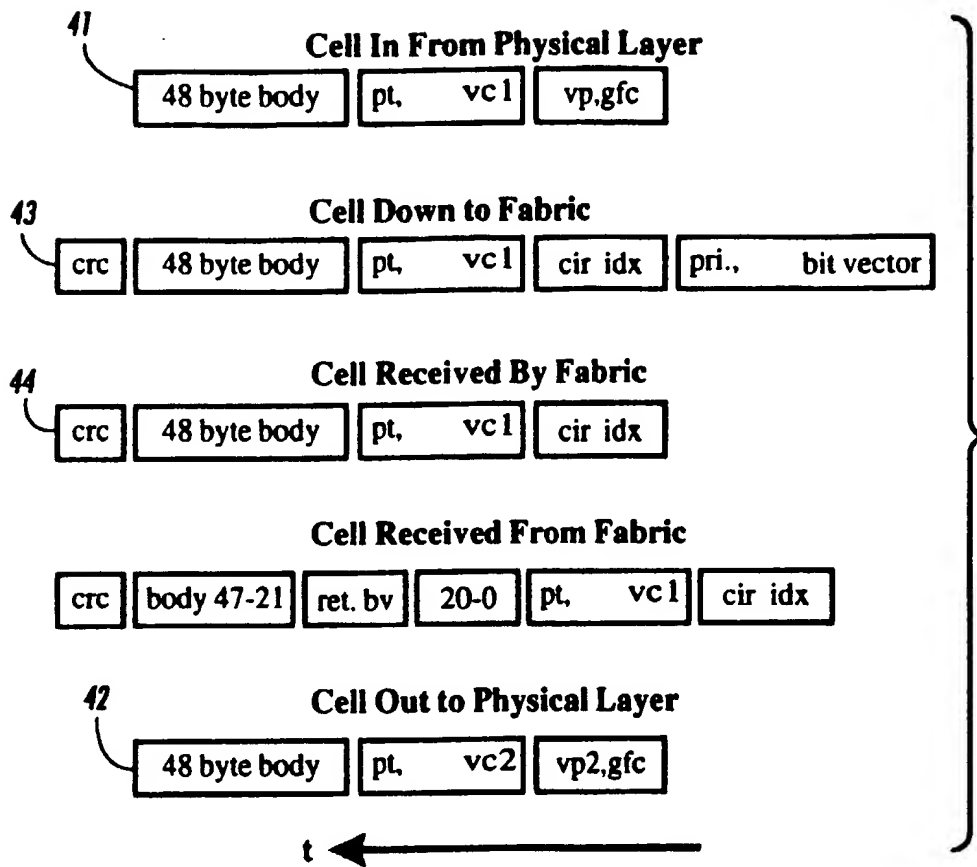 41
Cell In From Physical Layer
48 byte body pt, vc1 vp,gfc
43
Cell Down to Fabric
crc 48 byte body pt, vc1 cir idx pri., bit vector
44
Cell Received By Fabric
crc 48 byte body pt, vc1 cir idx
Cell Received From Fabric
crc body 47-21 ret. bv 20-0 pt, vc1 cir idx
42
Cell Out to Physical Layer
48 byte body pt, vc2 vp2,gfc
t